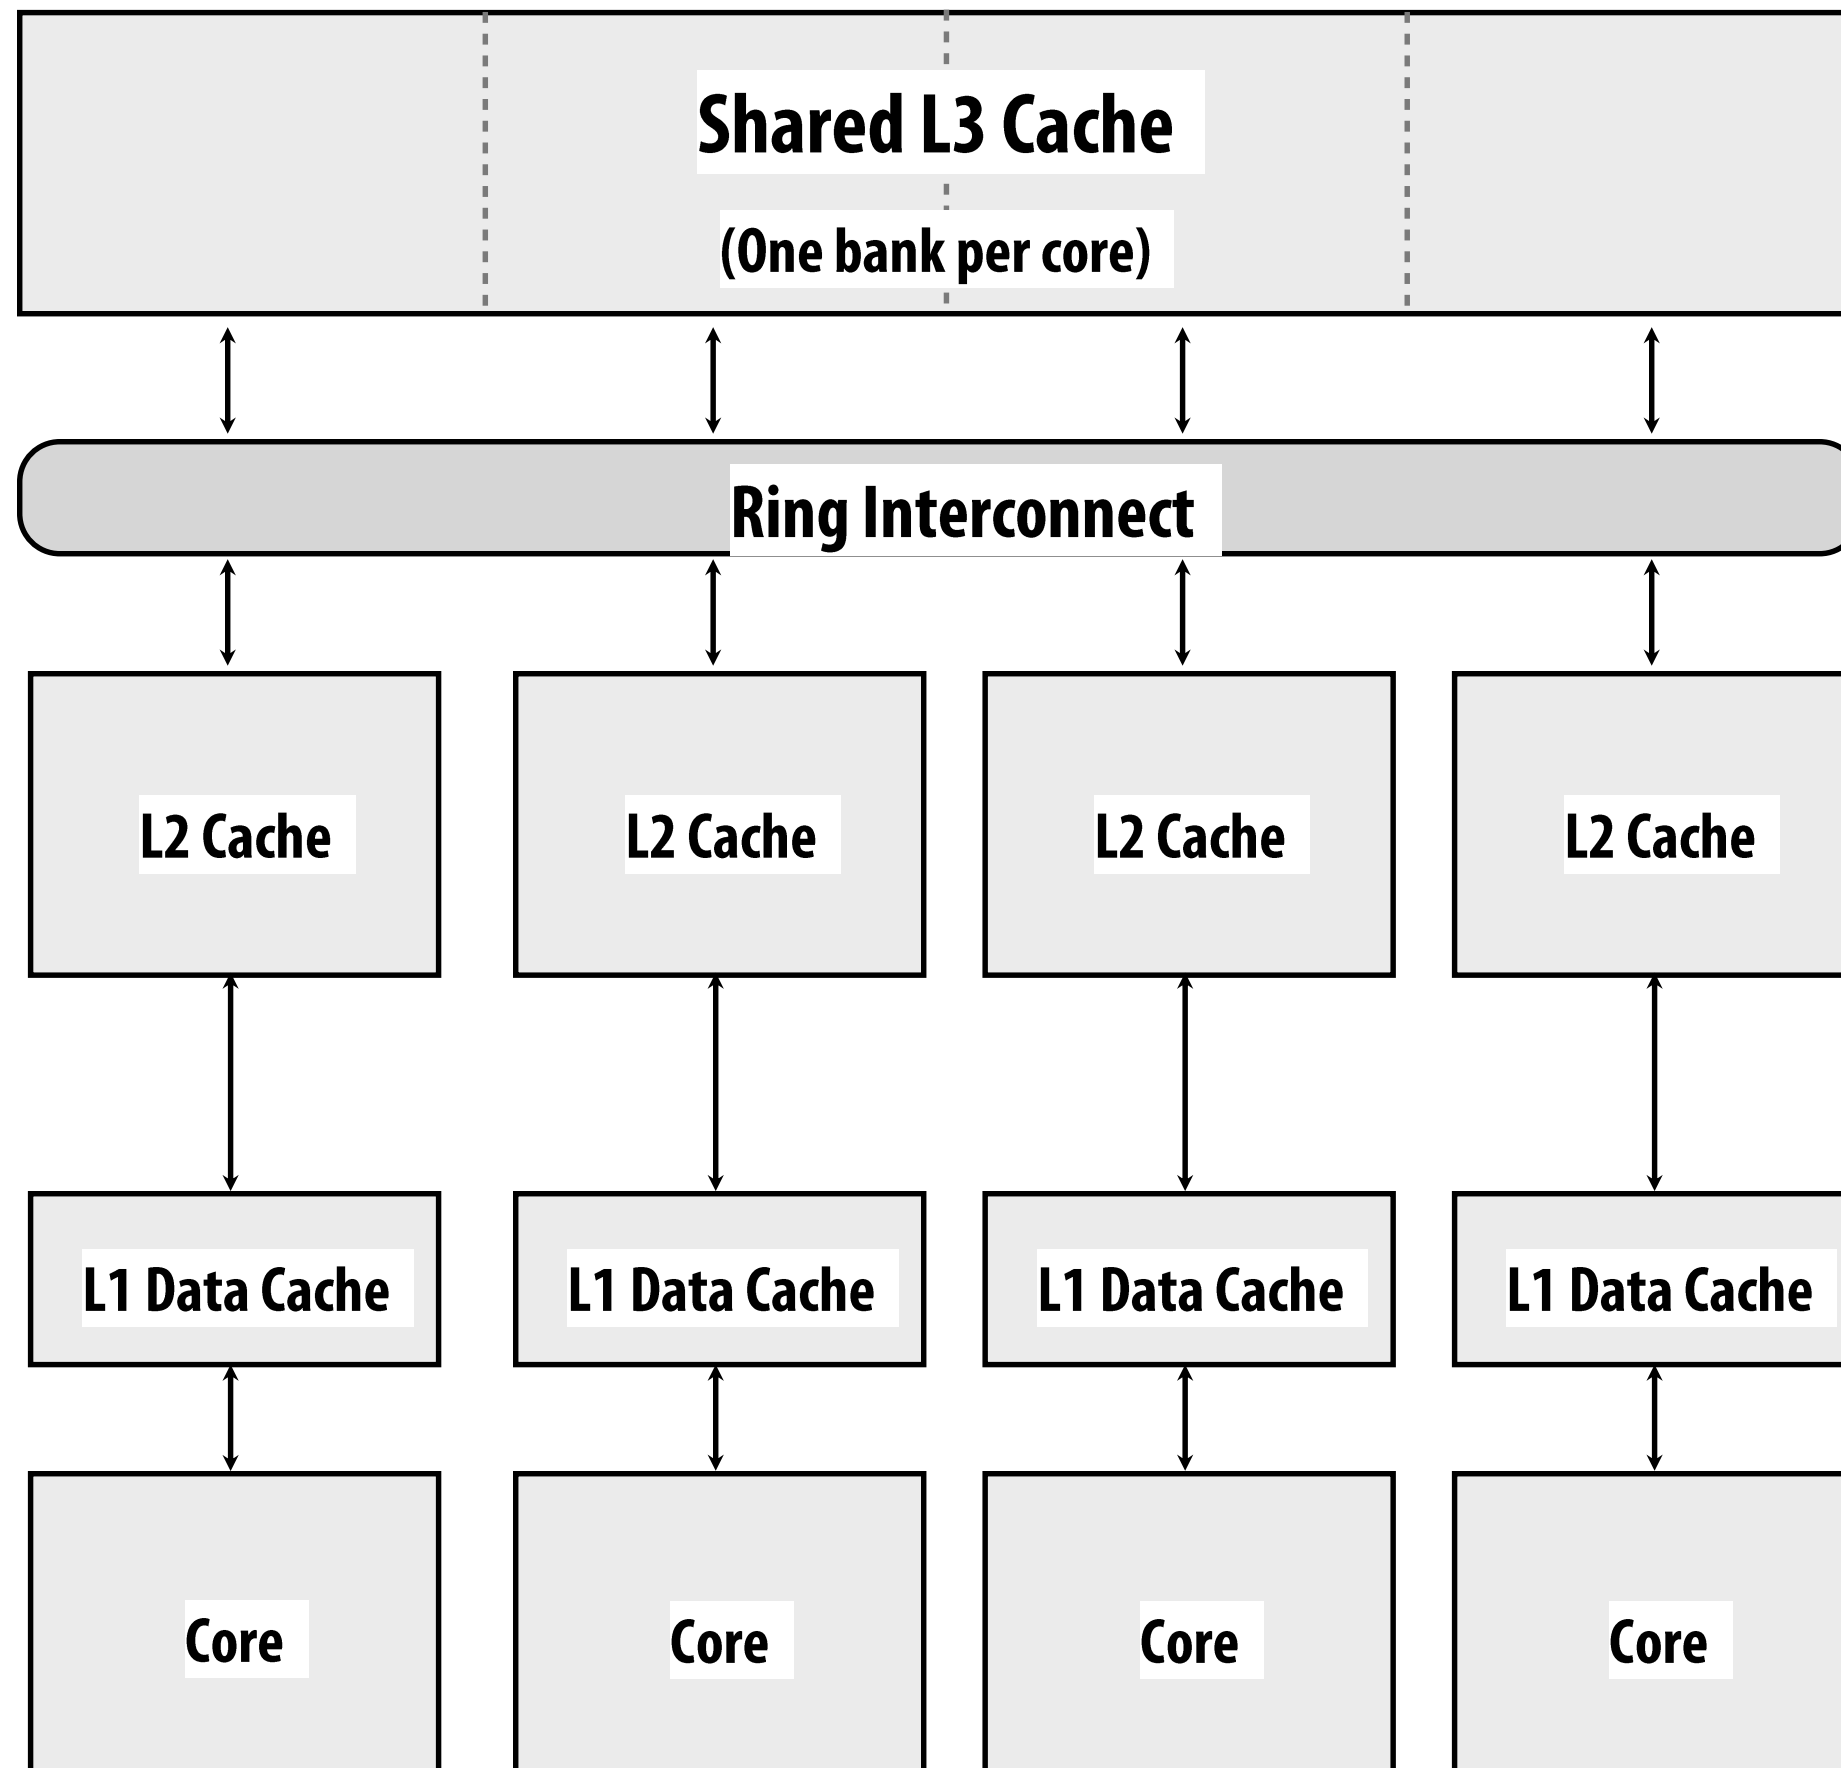 Shared L3 Cache
(One bank per core)
Ring Interconnect
L2 Cache
L2 Cache
L2 Cache
L2 Cache
L1 Data Cache
L1 Data Cache
L1 Data Cache
L1 Data Cache
Core
Core
Core
Core